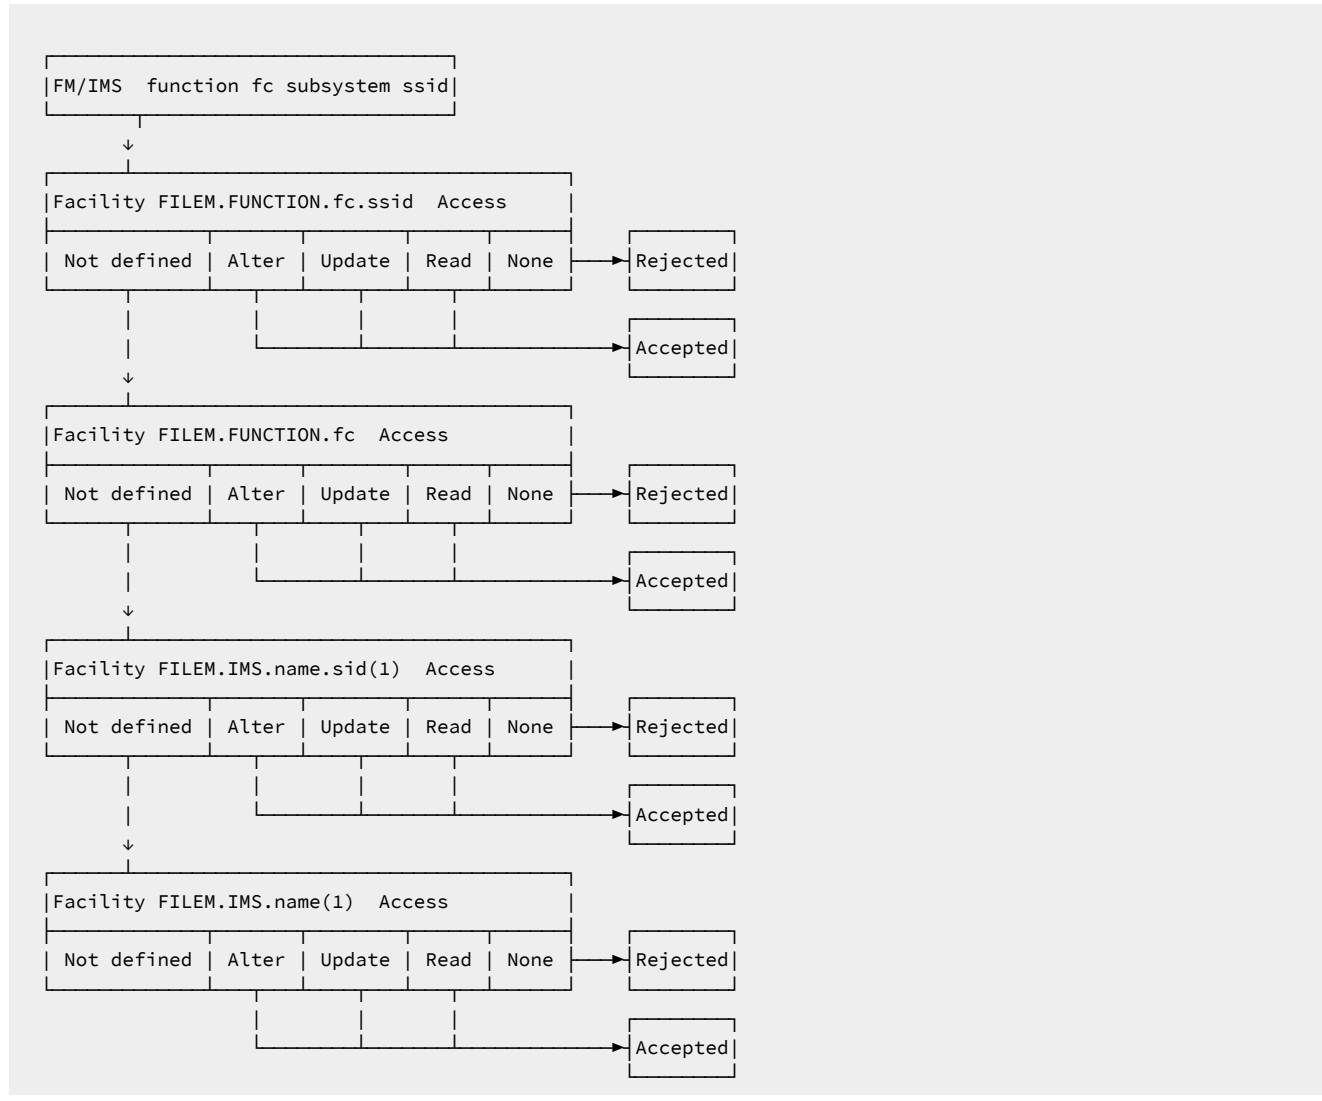 FM/IMS  function fc subsystem ssid
Facility FILEM.FUNCTION.fc.ssid  Access
Not defined | Alter | Update | Read | None Rejected
Accepted
Facility FILEM.FUNCTION.fc  Access
Not defined | Alter | Update | Read | None Rejected
Accepted
Facility FILEM.IMS.name.sid(1)  Access
Not defined | Alter | Update | Read | None Rejected
Accepted
Facility FILEM.IMS.name(1)  Access
Not defined | Alter | Update | Read | None Rejected
Accepted